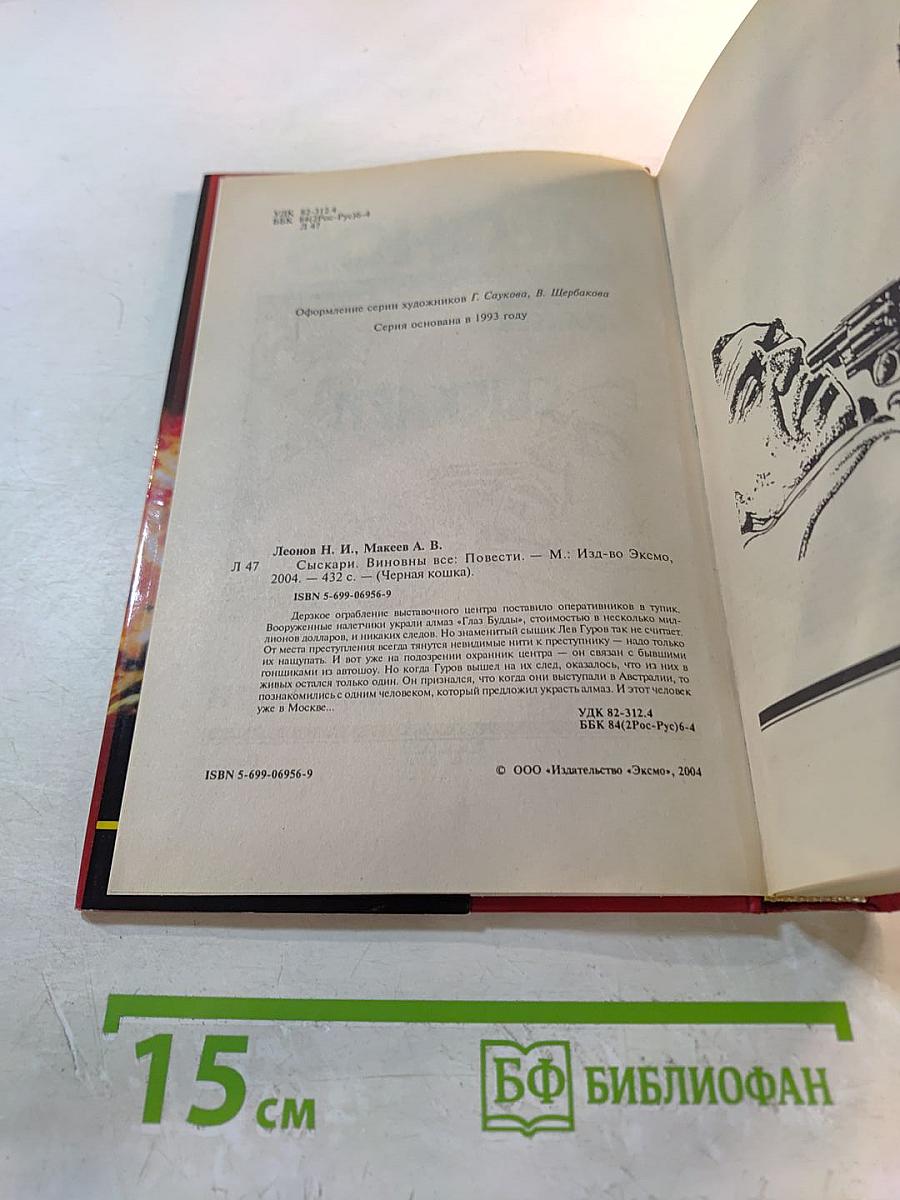 УДК 82-312.4
ББК 84(2Рос-Рус)6-4
Л 47
Оформление серии художников Г. Саукова, В. Щербакова
Серия основана в 1993 году
Леонов Н. И., Макеев А. В.
Л 47 Сыскари. Виновны все: Повести. — М.: Изд-во Эксмо,
2004. — 432 с. — (Черная кошка).
ISBN 5-699-06956-9
Дерзкое ограбление выставочного центра поставило оперативников в тупик.
Вооруженные налетчики украли алмаз «Глаз Будды», стоимостью в несколько мил-
лионов долларов, и никаких следов. Но знаменитый сыщик Лев Гуров так не считает.
От места преступления всегда тянутся невидимые нити к преступнику — надо только
их нащупать. И вот уже на подозрении охранник центра — он связан с бывшими
гонщиками из автошоу. Но когда Гуров вышел на их след, оказалось, что из них в
живых остался только один. Он признался, что когда они выступали в Австралии, то
познакомились с одним человеком, который предложил украсть алмаз. И этот человек
уже в Москве...
УДК 82-312.4
ББК 84(2Рос-Рус)6-4
ISBN 5-699-06956-9
© ООО «Издательство «Эксмо», 2004
15 см
БФ БИБЛИОФАН